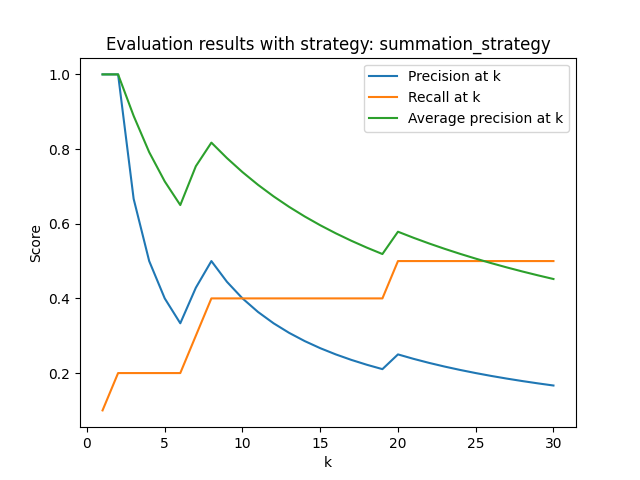 Evaluation results with strategy: summation_strategy
Precision at k
Recall at k
Average precision at k
Score
1.0
0.8
0.6
0.4
0.2
0 5 10 15 20 25 30
k